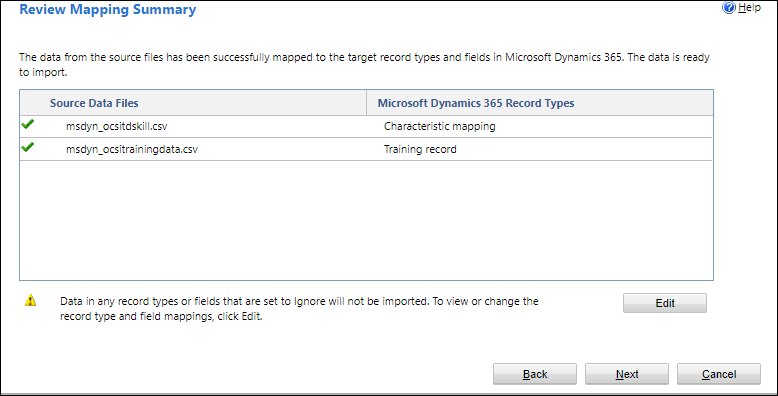 Review Mapping Summary
Help
The data from the source files has been successfully mapped to the target record types and fields in Microsoft Dynamics 365. The data is ready
to import.
Source Data Files Microsoft Dynamics 365 Record Types
msdyn_ocsitdskill.csv Characteristic mapping
msdyn_ocsitrainingdata.csv Training record
Data in any record types or fields that are set to Ignore will not be imported. To view or change the
record type and field mappings, click Edit.
Edit
Back Next Cancel